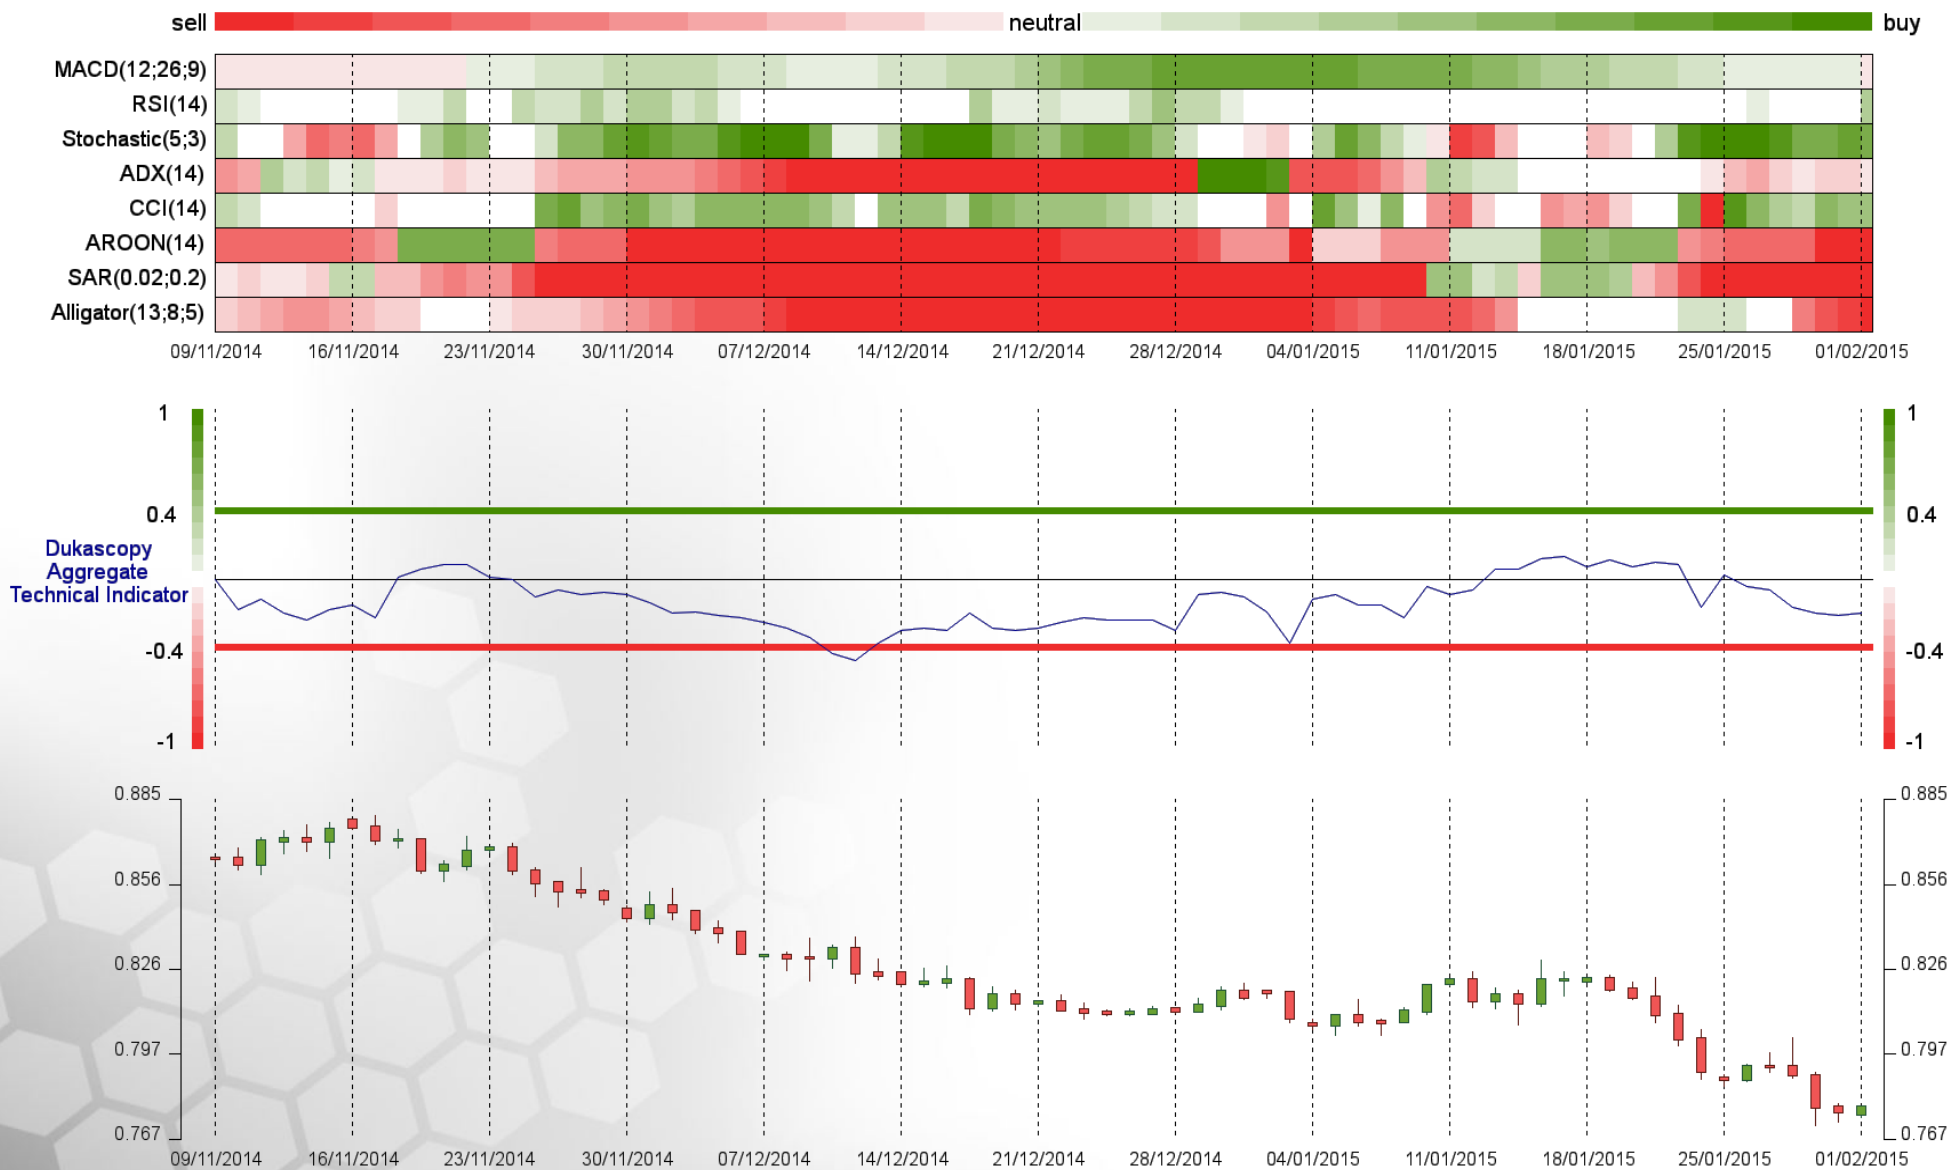 sell neutral buy
MACD(12;26;9)
RSI(14)
Stochastic(5;3)
ADX(14)
CCI(14)
AROON(14)
SAR(0.02;0.2)
Alligator(13;8;5)
09/11/2014 16/11/2014 23/11/2014 30/11/2014 07/12/2014 14/12/2014 21/12/2014 28/12/2014 04/01/2015 11/01/2015 18/01/2015 25/01/2015 01/02/2015
1 1
0.4 0.4
Dukascopy
Aggregate
Technical Indicator
-0.4 -0.4
-1 -1
0.885 0.885
0.856 0.856
0.826 0.826
0.797 0.797
0.767 0.767
09/11/2014 16/11/2014 23/11/2014 30/11/2014 07/12/2014 14/12/2014 21/12/2014 28/12/2014 04/01/2015 11/01/2015 18/01/2015 25/01/2015 01/02/2015